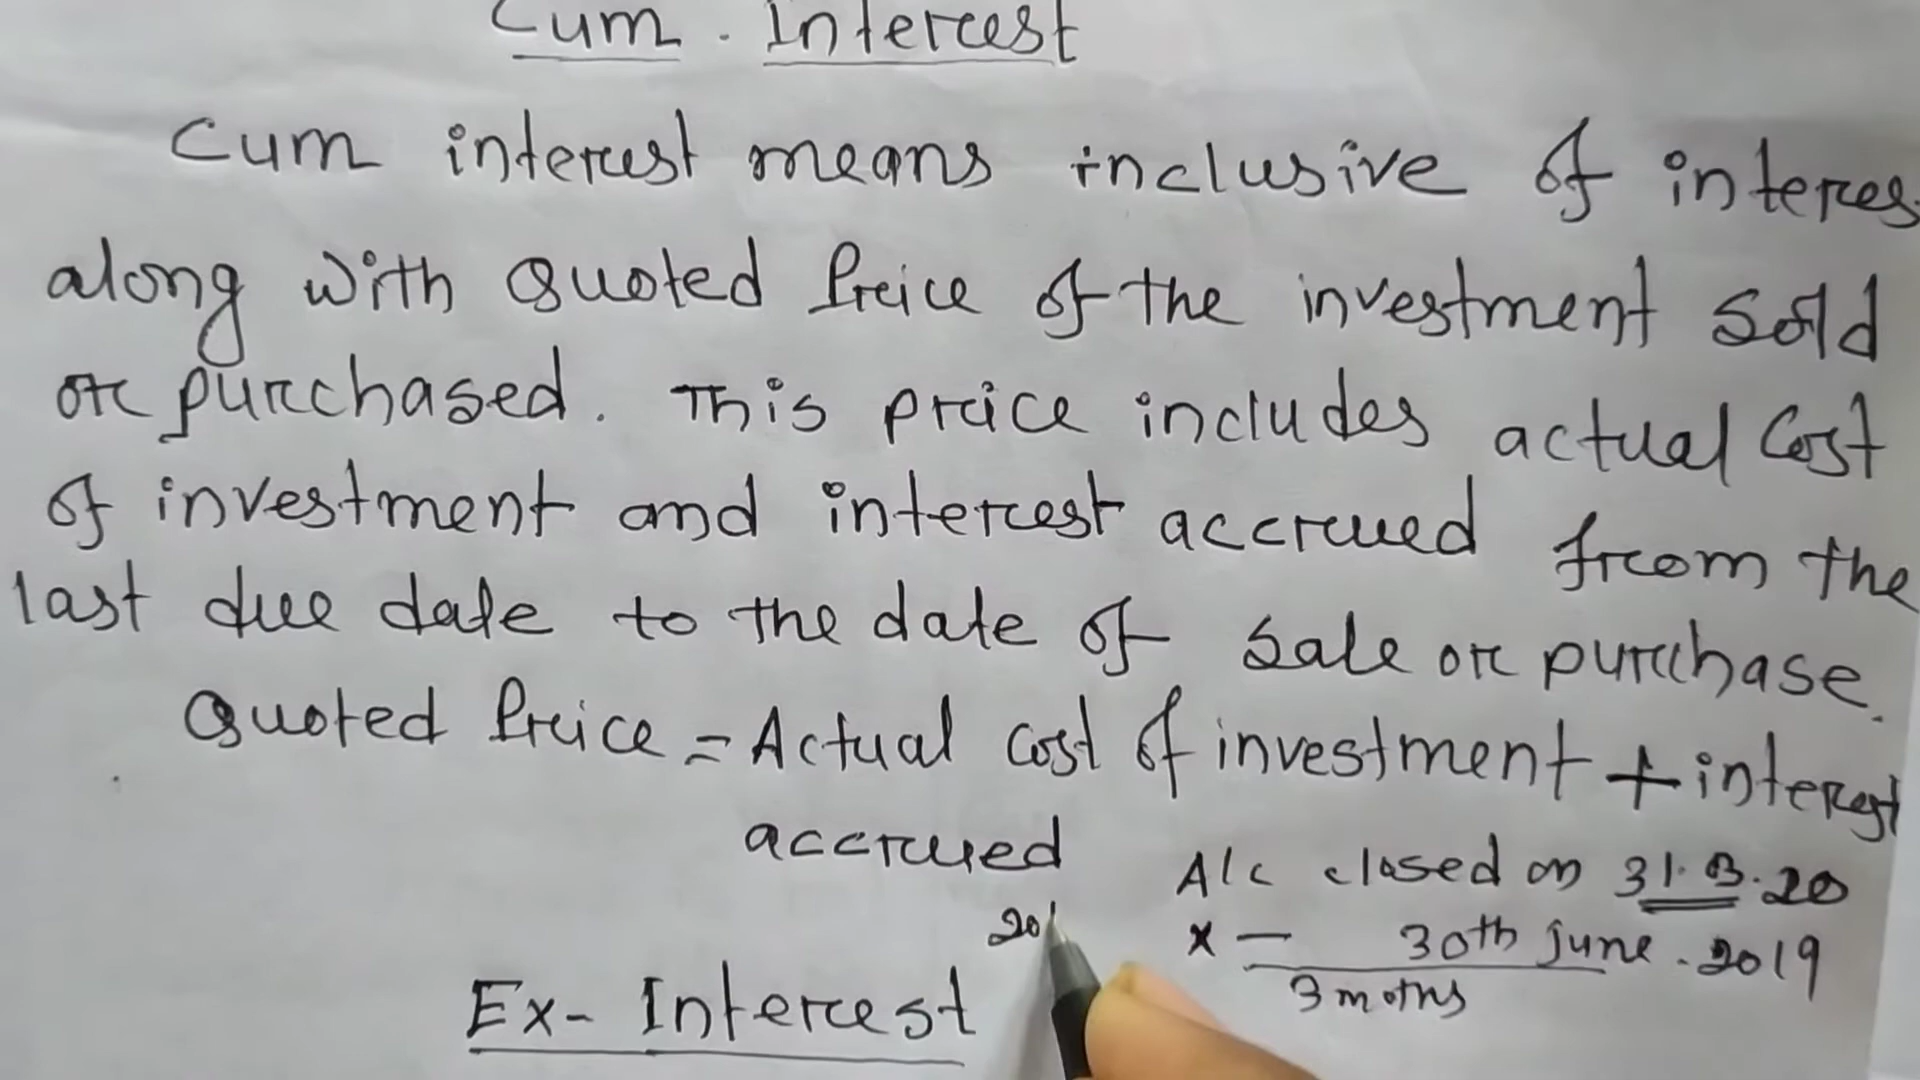 Cum. Interest
Cum interest means inclusive of interes
along with Quoted Price of the investment Sold
or purchased. This price includes actual Cost
of investment and interest accrued from the
last due date to the date of Sale or purchase.
Quoted Price = Actual Cost of investment + interest
accrued
A/c closed on 31.3.20
20
x — 30th june. 2019
3 moths
Ex- Interest